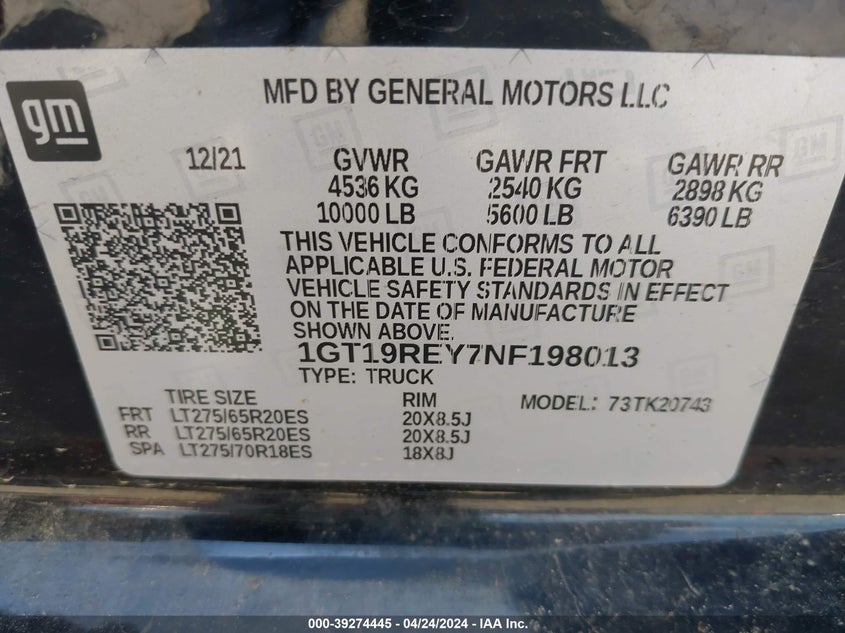 gm
MFD BY GENERAL MOTORS LLC
12/21 GVWR GAWR FRT GAWR RR
4536 KG 2540 KG 2898 KG
10000 LB 5600 LB 6390 LB
THIS VEHICLE CONFORMS TO ALL
APPLICABLE U.S. FEDERAL MOTOR
VEHICLE SAFETY STANDARDS IN EFFECT
ON THE DATE OF MANUFACTURE
SHOWN ABOVE.
1GT19REY7NF198013
TYPE: TRUCK
TIRE SIZE RIM MODEL: 73TK20743
FRT LT275/65R20ES 20X8.5J
RR LT275/65R20ES 20X8.5J
SPA LT275/70R18ES 18X8J
000-39274445 - 04/24/2024 - IAA Inc.